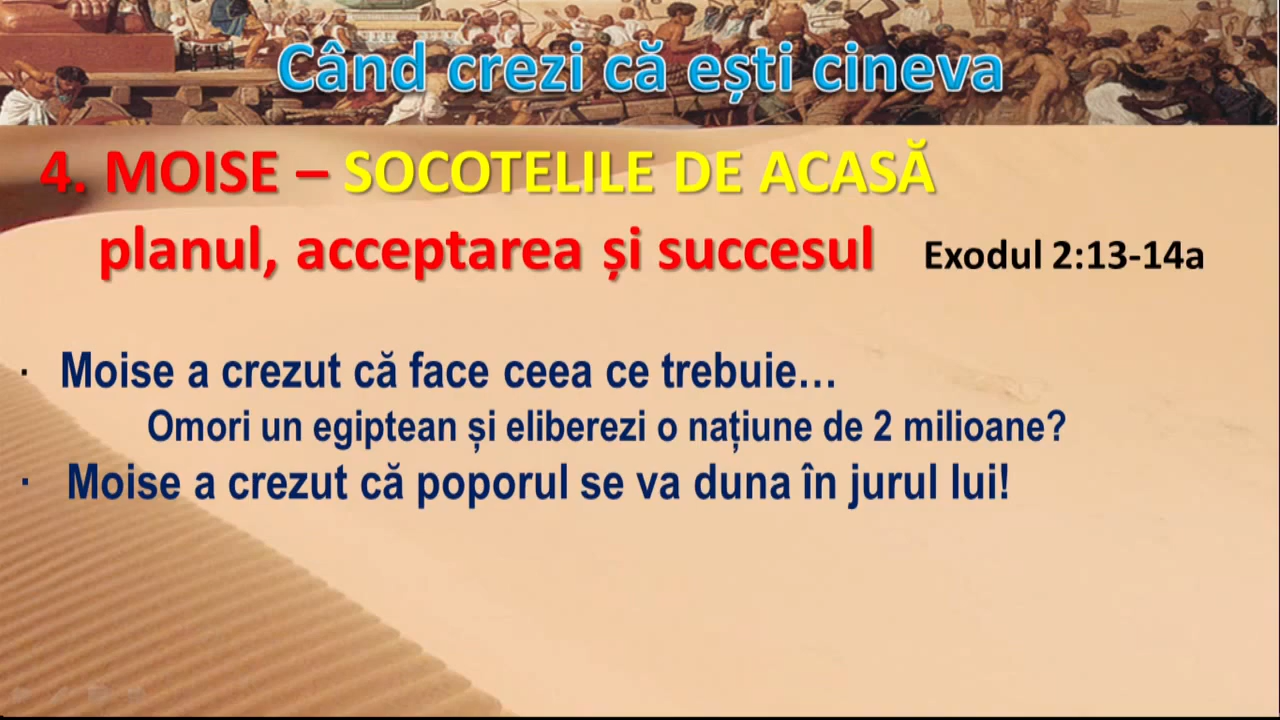 Când crezi că ești cineva
4. MOISE – SOCOTELILE DE ACASĂ
planul, acceptarea și succesul Exodul 2:13-14a
· Moise a crezut că face ceea ce trebuie…
Omori un egiptean și eliberezi o națiune de 2 milioane?
· Moise a crezut că poporul se va duna în jurul lui!